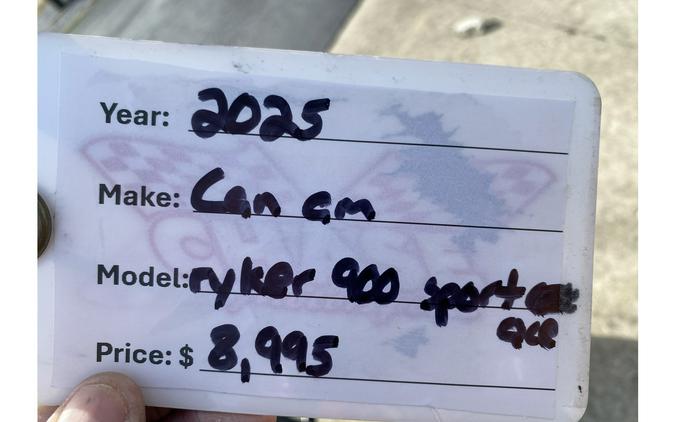 Year: 2025
Make: Can am
Model: ryker 900 sport
ace
Price: $ 8,995